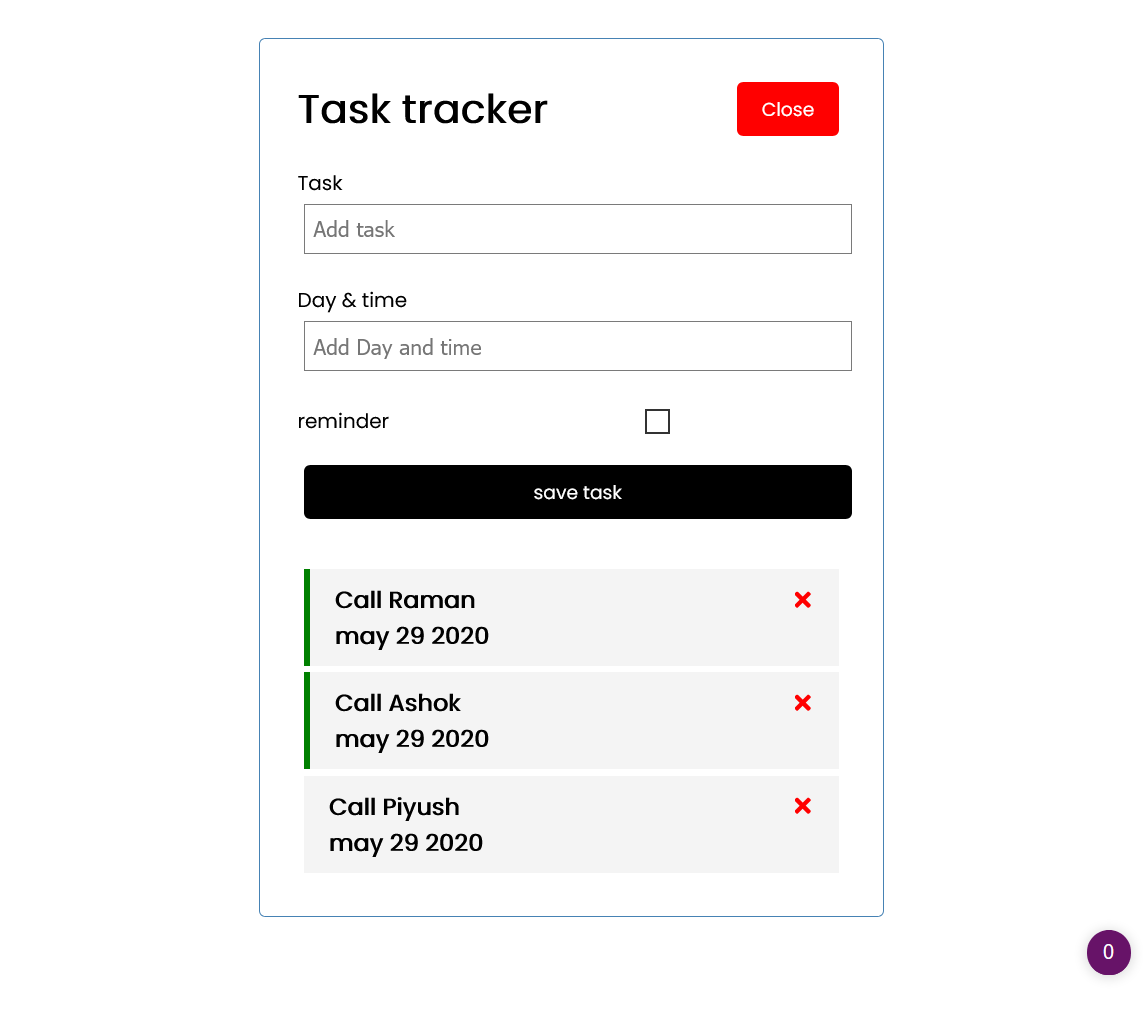 Task tracker
Close
Task
Add task
Day & time
Add Day and time
reminder
save task
Call Raman
may 29 2020
Call Ashok
may 29 2020
Call Piyush
may 29 2020
0